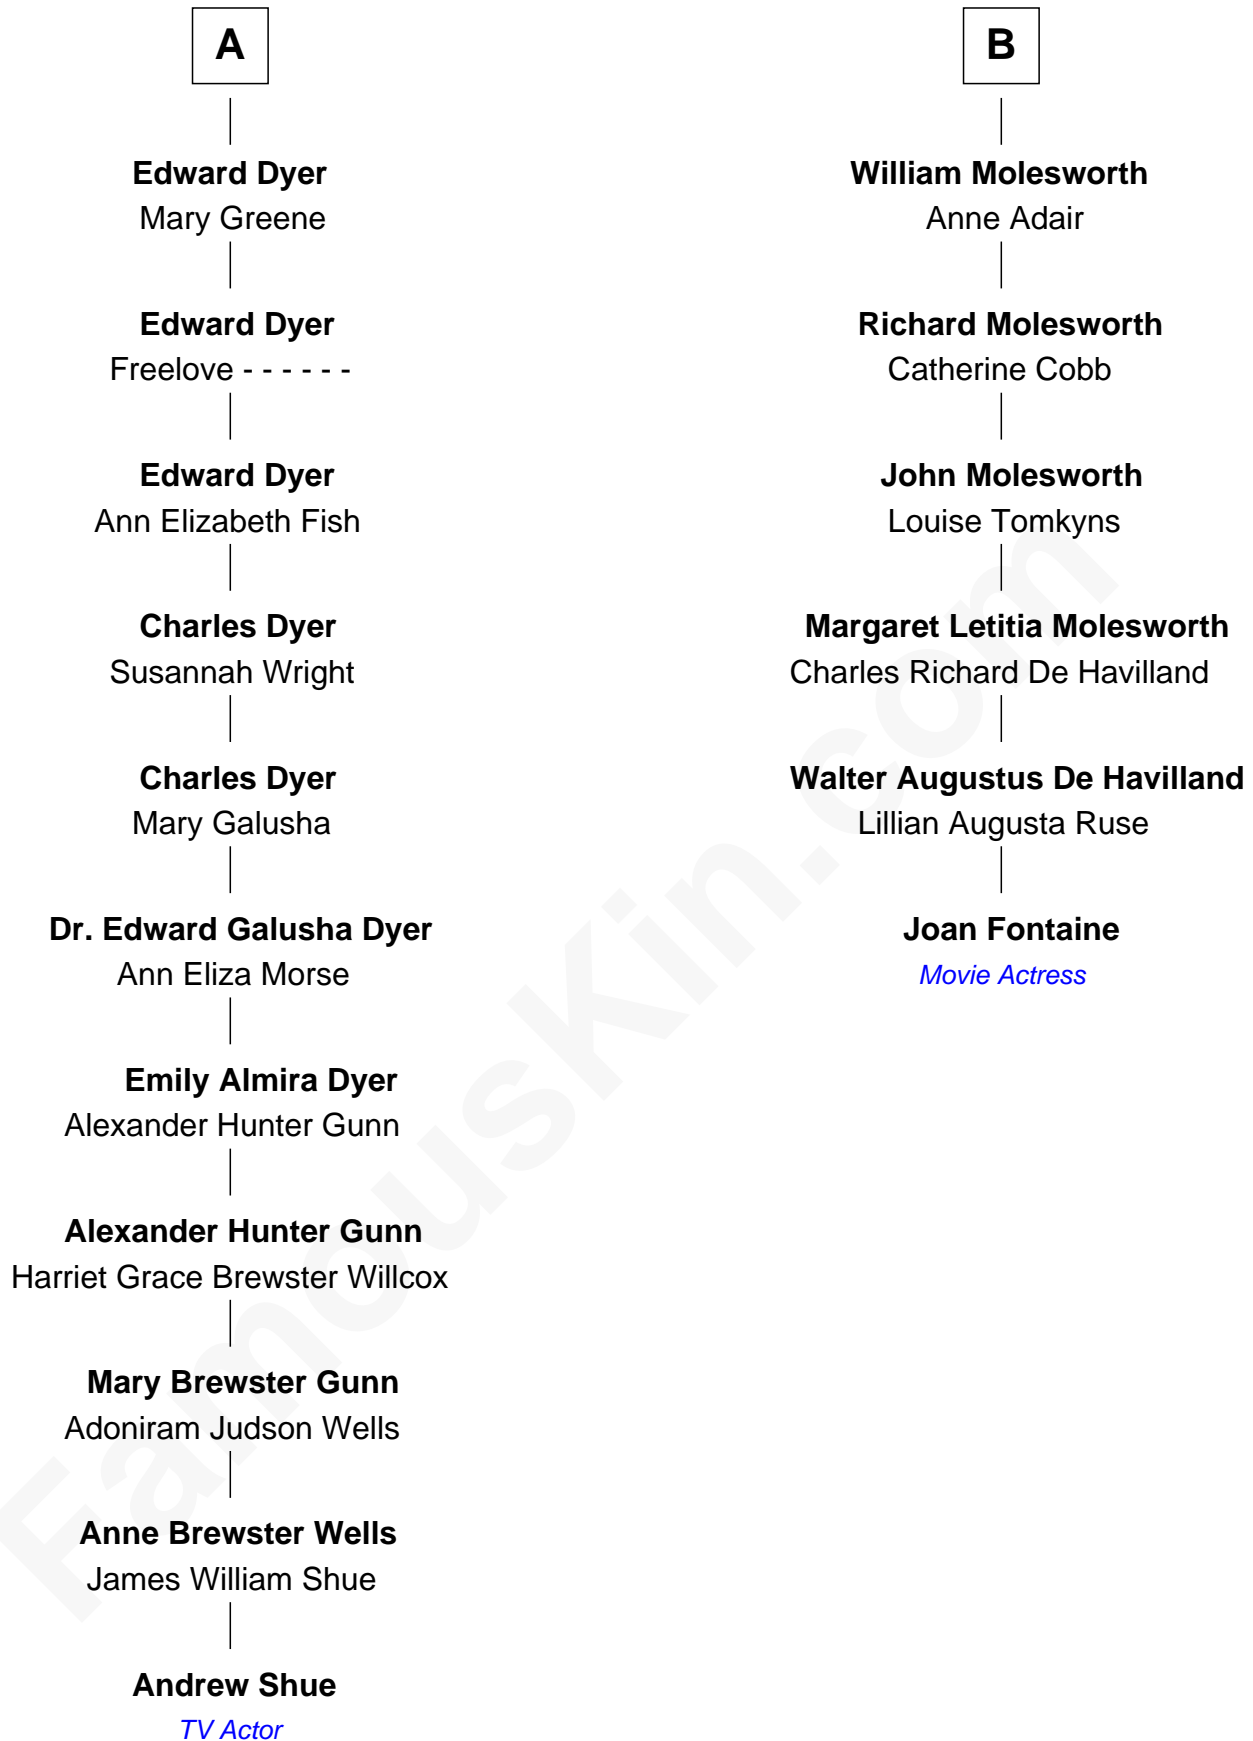 A
Edward Dyer
Mary Greene
Edward Dyer
Freelove - - - - - -
Edward Dyer
Ann Elizabeth Fish
Charles Dyer
Susannah Wright
Charles Dyer
Mary Galusha
Dr. Edward Galusha Dyer
Ann Eliza Morse
Emily Almira Dyer
Alexander Hunter Gunn
Alexander Hunter Gunn
Harriet Grace Brewster Willcox
Mary Brewster Gunn
Adoniram Judson Wells
Anne Brewster Wells
James William Shue
Andrew Shue
TV Actor
B
William Molesworth
Anne Adair
Richard Molesworth
Catherine Cobb
John Molesworth
Louise Tomkyns
Margaret Letitia Molesworth
Charles Richard De Havilland
Walter Augustus De Havilland
Lillian Augusta Ruse
Joan Fontaine
Movie Actress
FamousKin.com